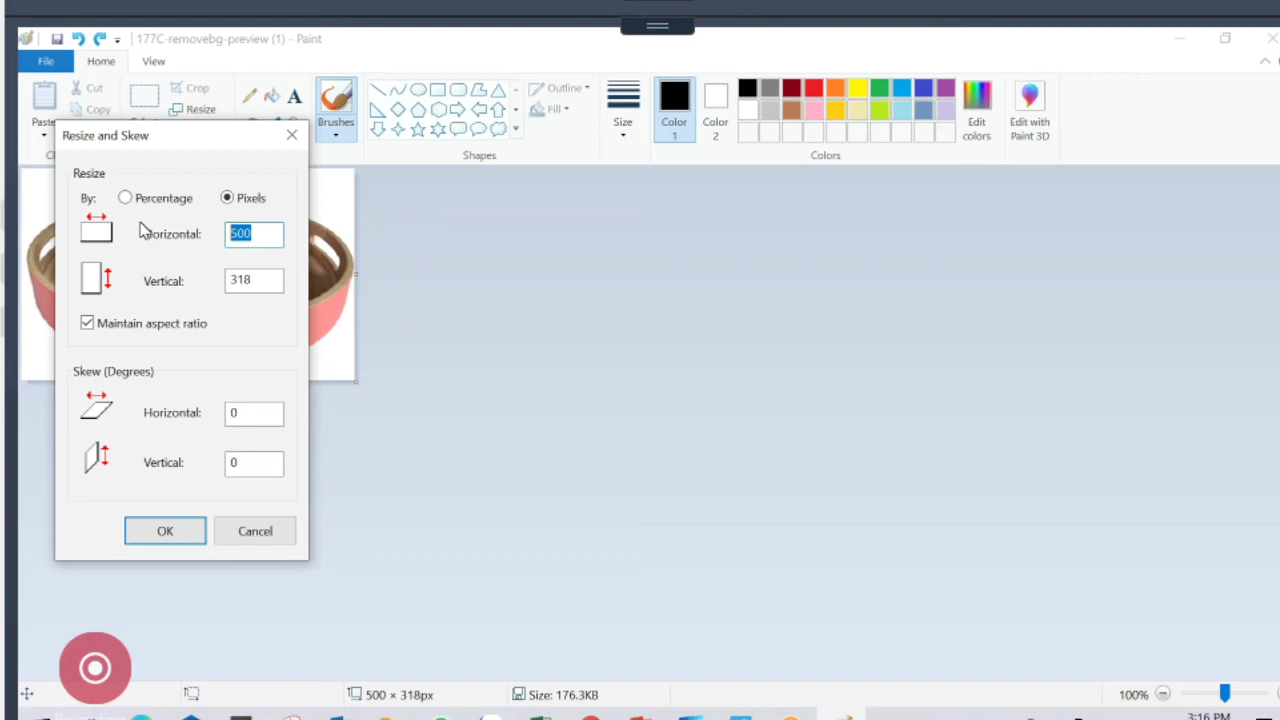 177C-removebg-preview (1) - Paint
File Home View
Cut
Copy
Paste
Crop
Resize
Brushes
Outline
Fill
Shapes
Size
Color 1
Color 2
Edit colors
Edit with Paint 3D
Colors
Resize and Skew
Resize
By: Percentage Pixels
Horizontal: 500
Vertical: 318
Maintain aspect ratio
Skew (Degrees)
Horizontal: 0
Vertical: 0
OK Cancel
500 × 318px Size: 176.3KB 100%
3:16 PM